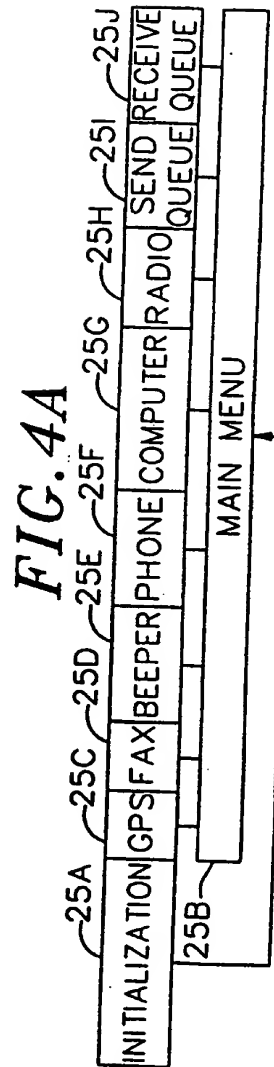 FIG. 4A
25A
25C
25D
25E
25F
25G
25H
25I
25J
INITIALIZATION
GPS
FAX
BEEPER
PHONE
COMPUTER
RADIO
SEND
QUEUE
RECEIVE
QUEUE
25B
MAIN MENU